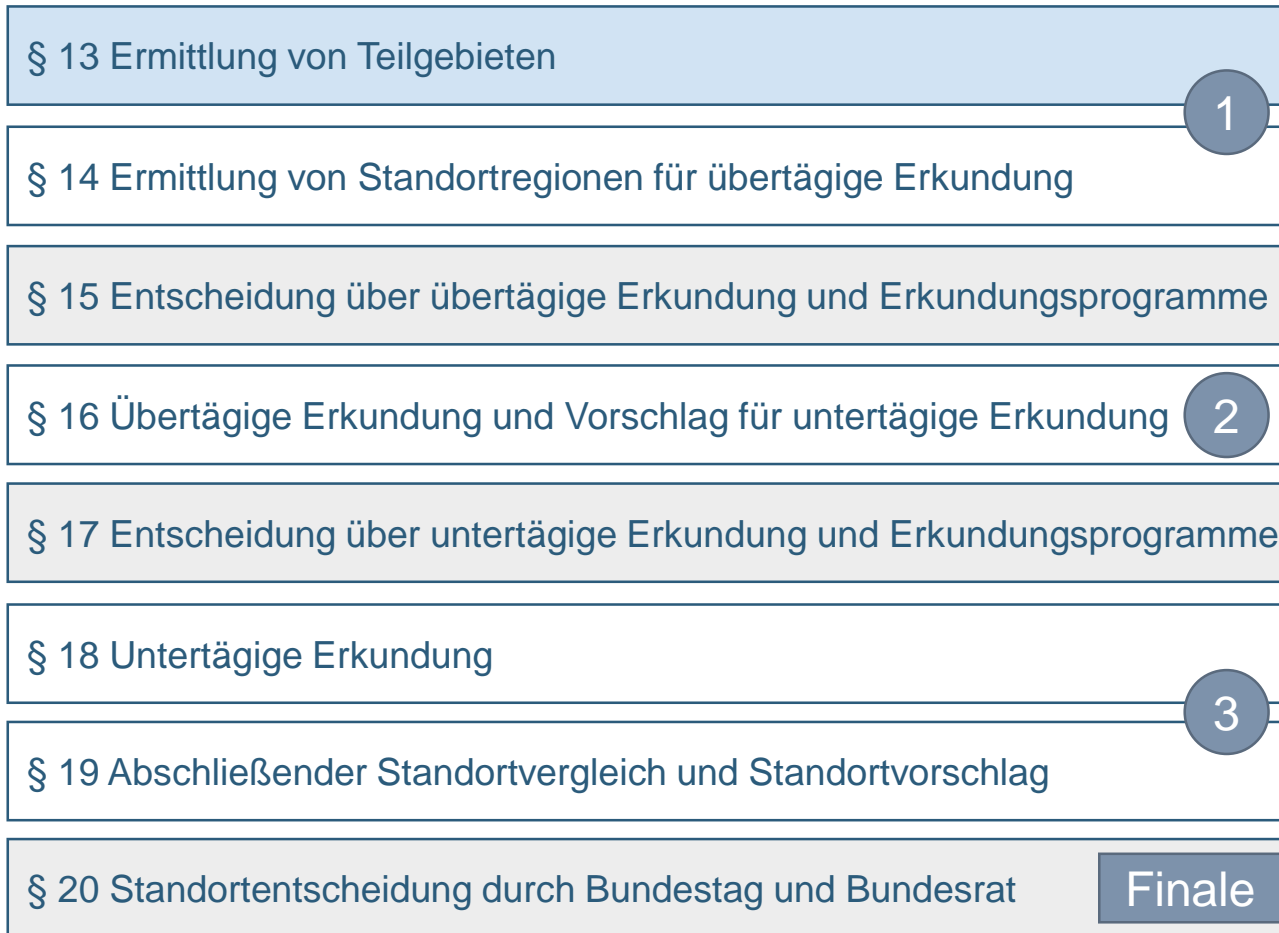 § 13 Ermittlung von Teilgebieten
1
§ 14 Ermittlung von Standortregionen für übertägige Erkundung
§ 15 Entscheidung über übertägige Erkundung und Erkundungsprogramme
§ 16 Übertägige Erkundung und Vorschlag für untertägige Erkundung
2
§ 17 Entscheidung über untertägige Erkundung und Erkundungsprogramme
§ 18 Untertägige Erkundung
3
§ 19 Abschließender Standortvergleich und Standortvorschlag
§ 20 Standortentscheidung durch Bundestag und Bundesrat
Finale